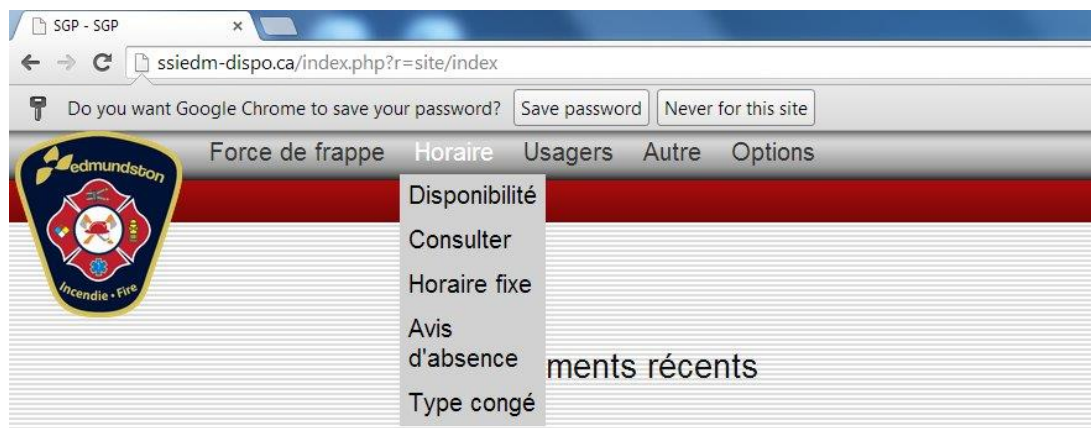 SGP - SGP
ssiedm-dispo.ca/index.php?r=site/index
Do you want Google Chrome to save your password? Save password Never for this site
edmundston
Incendie • Fire
Force de frappe Horaire Usagers Autre Options
Disponibilité
Consulter
Horaire fixe
Avis
d'absence
ments récents
Type congé